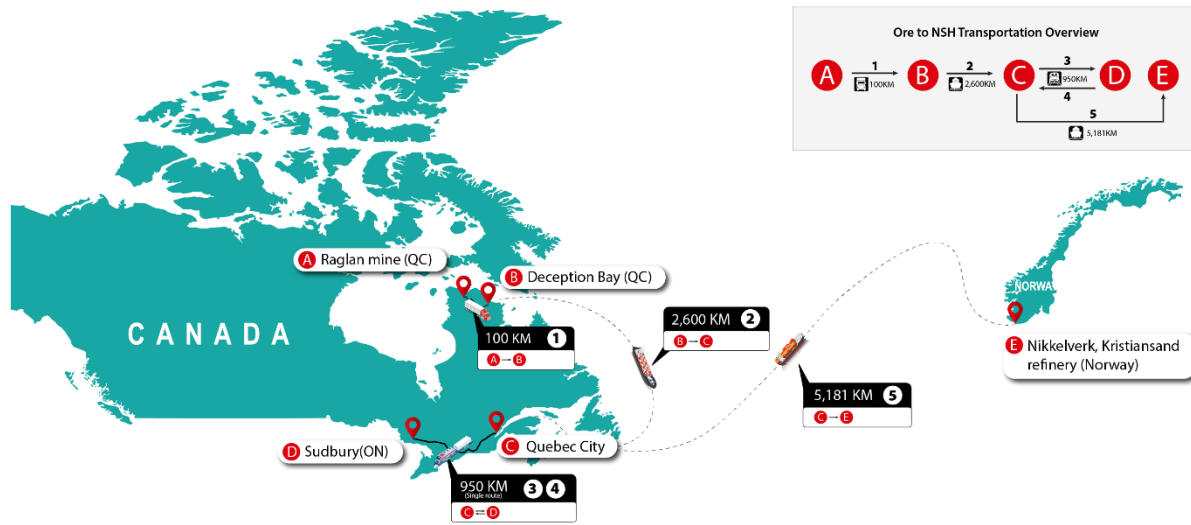 Ore to NSH Transportation Overview
A
1
100KM
B
2
2,600KM
C
3
950KM
4
D
E
5
5,181KM
A Raglan mine (QC)
B Deception Bay (QC)
CANADA
100 KM 1
A → B
2,600 KM 2
B → C
NORWAY
E Nikkelverk, Kristiansand
refinery (Norway)
5,181 KM 5
C → E
D Sudbury(ON)
C Quebec City
950 KM 3 4
(Single route)
C ⇄ D